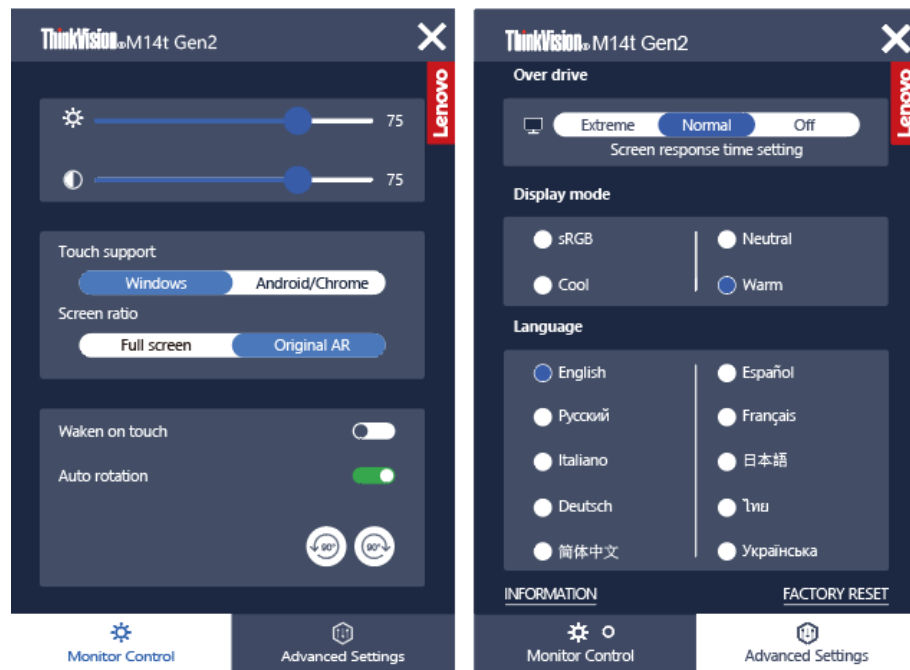 ThinkVision® M14t Gen2
Lenovo
75
75
Touch support
Windows Android/Chrome
Screen ratio
Full screen Original AR
Waken on touch
Auto rotation
90° 90°
Monitor Control Advanced Settings
ThinkVision® M14t Gen2
Lenovo
Over drive
Extreme Normal Off
Screen response time setting
Display mode
sRGB Neutral
Cool Warm
Language
English Español
Русский Français
Italiano 日本語
Deutsch ไทย
简体中文 Українська
INFORMATION FACTORY RESET
Monitor Control Advanced Settings